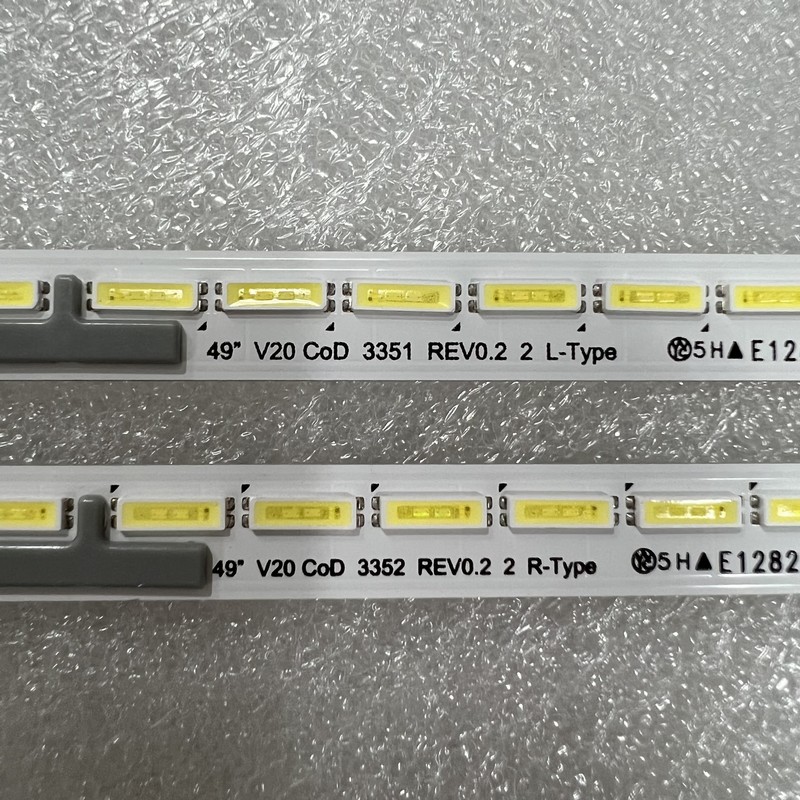 49" V20 CoD 3351 REV0.2 2 L-Type 5H▲ E12
49" V20 CoD 3352 REV0.2 2 R-Type 5H▲ E1282